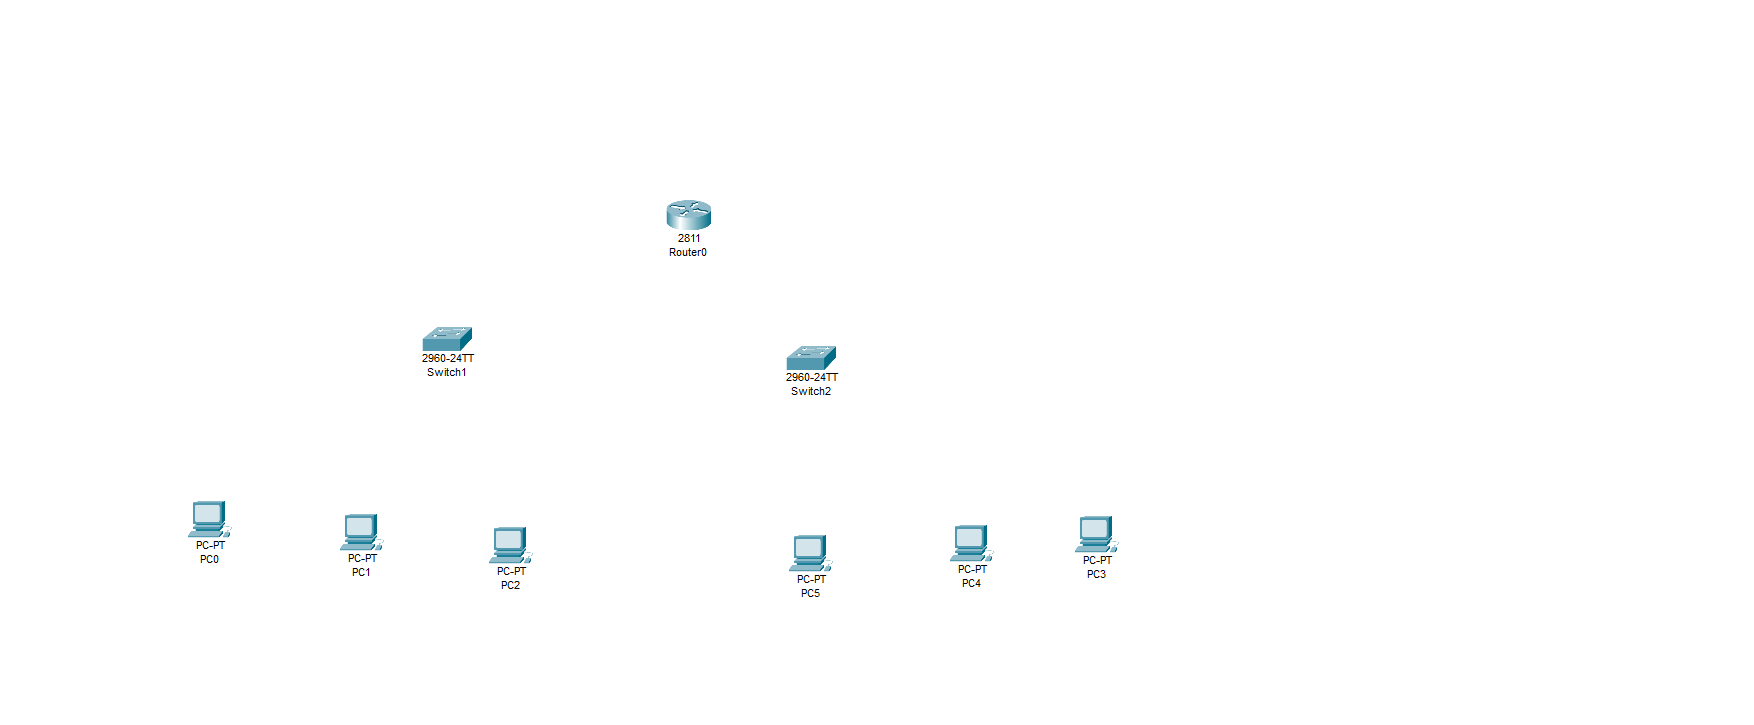 2811
Router0
2960-24TT
Switch1
2960-24TT
Switch2
PC-PT
PC0
PC-PT
PC1
PC-PT
PC2
PC-PT
PC5
PC-PT
PC4
PC-PT
PC3